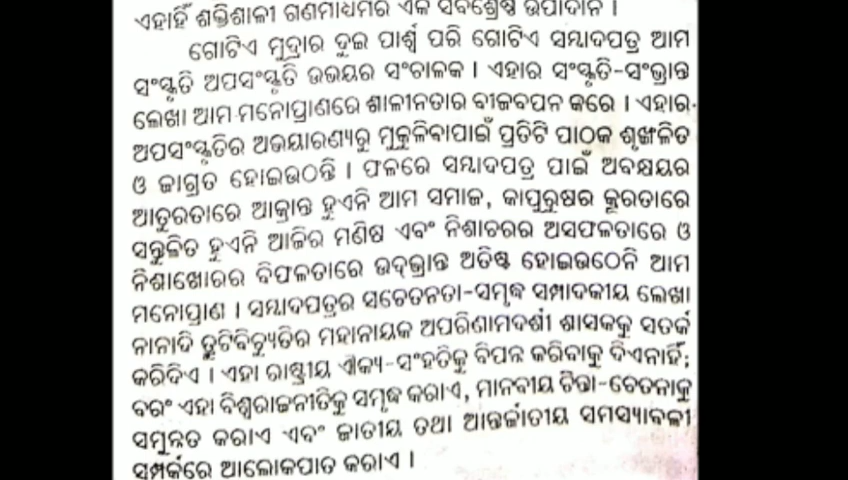 ଏହାହିଁ ଶକ୍ତିଶାଳୀ ଗଣମାଧ୍ୟମର ଏକ ସର୍ବଶ୍ରେଷ୍ଠ ଉପାଦାନ ।
ଗୋଟିଏ ମୁଦ୍ରାର ଦୁଇ ପାର୍ଶ୍ୱ ପରି ଗୋଟିଏ ସମ୍ବାଦପତ୍ର ଆମ
ସଂସ୍କୃତି ଅପସଂସ୍କୃତି ଉଭୟର ସଂଚାଳକ । ଏହାର ସଂସ୍କୃତି-ସଂଭ୍ରାନ୍ତ
ଲେଖା ଆମ ମନୋପ୍ରାଣରେ ଶାଳୀନତାର ବୀଜବପନ କରେ । ଏହାର
ଅପସଂସ୍କୃତିର ଅଭୟାରଣ୍ୟରୁ ମୁକୁଳିବାପାଇଁ ପ୍ରତିଟି ପାଠକ ଶୃଙ୍ଖଳିତ
ଓ ଜାଗ୍ରତ ହୋଇଉଠନ୍ତି । ଫଳରେ ସମ୍ବାଦପତ୍ର ପାଇଁ ଅବକ୍ଷୟର
ଆତୁରତାରେ ଆକ୍ରାନ୍ତ ହୁଏନି ଆମ ସମାଜ, କାପୁରୁଷର କ୍ରୂରତାରେ
ସନ୍ତୁଳିତ ହୁଏନି ଆଜିର ମଣିଷ ଏବଂ ନିଶାଚରର ଅସଫଳତାରେ ଓ
ନିଶାଖୋରର ବିଫଳତାରେ ଉଦ୍‌ଭ୍ରାନ୍ତ ଅତିଷ୍ଠ ହୋଇଉଠେନି ଆମ
ମନୋପ୍ରାଣ । ସମ୍ବାଦପତ୍ରର ସଚେତନତା-ସମୃଦ୍ଧ ସମ୍ପାଦକୀୟ ଲେଖା
ନାନାଦି ତ୍ରୁଟିବିଚ୍ୟୁତିର ମହାନାୟକ ଅପରିଣାମଦର୍ଶୀ ଶାସକକୁ ସତର୍କ
କରିଦିଏ । ଏହା ରାଷ୍ଟ୍ରୀୟ ଐକ୍ୟ-ସଂହତିକୁ ବିପନ୍ନ କରିବାକୁ ଦିଏନାହିଁ;
ବରଂ ଏହା ବିଶ୍ୱରାଜନୀତିକୁ ସମୃଦ୍ଧ କରାଏ, ମାନବୀୟ ଚିନ୍ତା-ଚେତନାକୁ
ସମୁନ୍ନତ କରାଏ ଏବଂ ଜାତୀୟ ତଥା ଆନ୍ତର୍ଜାତୀୟ ସମସ୍ୟାବଳୀ
ସମ୍ପର୍କରେ ଆଲୋକପାତ କରାଏ ।